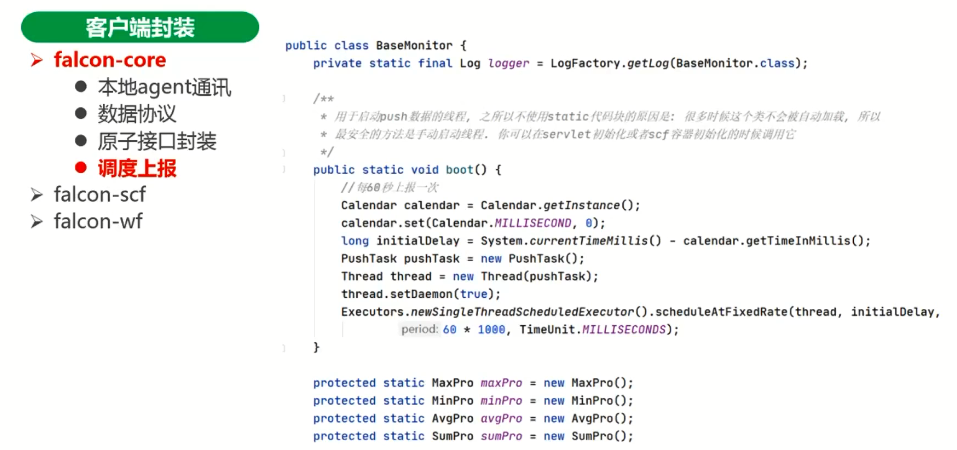 客户端封装
falcon-core
本地agent通讯
数据协议
原子接口封装
调度上报
falcon-scf
falcon-wf
public class BaseMonitor {
private static final Log logger = LogFactory.getLog(BaseMonitor.class);
/**
* 用于启动push数据的线程, 之所以不使用static代码块的原因是: 很多时候这个类不会被自动加载, 所以
* 最安全的方法是手动启动线程. 你可以在servlet初始化或者scf容器初始化的时候调用它
*/
public static void boot() {
//每60秒上报一次
Calendar calendar = Calendar.getInstance();
calendar.set(Calendar.MILLISECOND, 0);
long initialDelay = System.currentTimeMillis() - calendar.getTimeInMillis();
PushTask pushTask = new PushTask();
Thread thread = new Thread(pushTask);
thread.setDaemon(true);
Executors.newSingleThreadScheduledExecutor().scheduleAtFixedRate(thread, initialDelay,
period: 60 * 1000, TimeUnit.MILLISECONDS);
}
protected static MaxPro maxPro = new MaxPro();
protected static MinPro minPro = new MinPro();
protected static AvgPro avgPro = new AvgPro();
protected static SumPro sumPro = new SumPro();